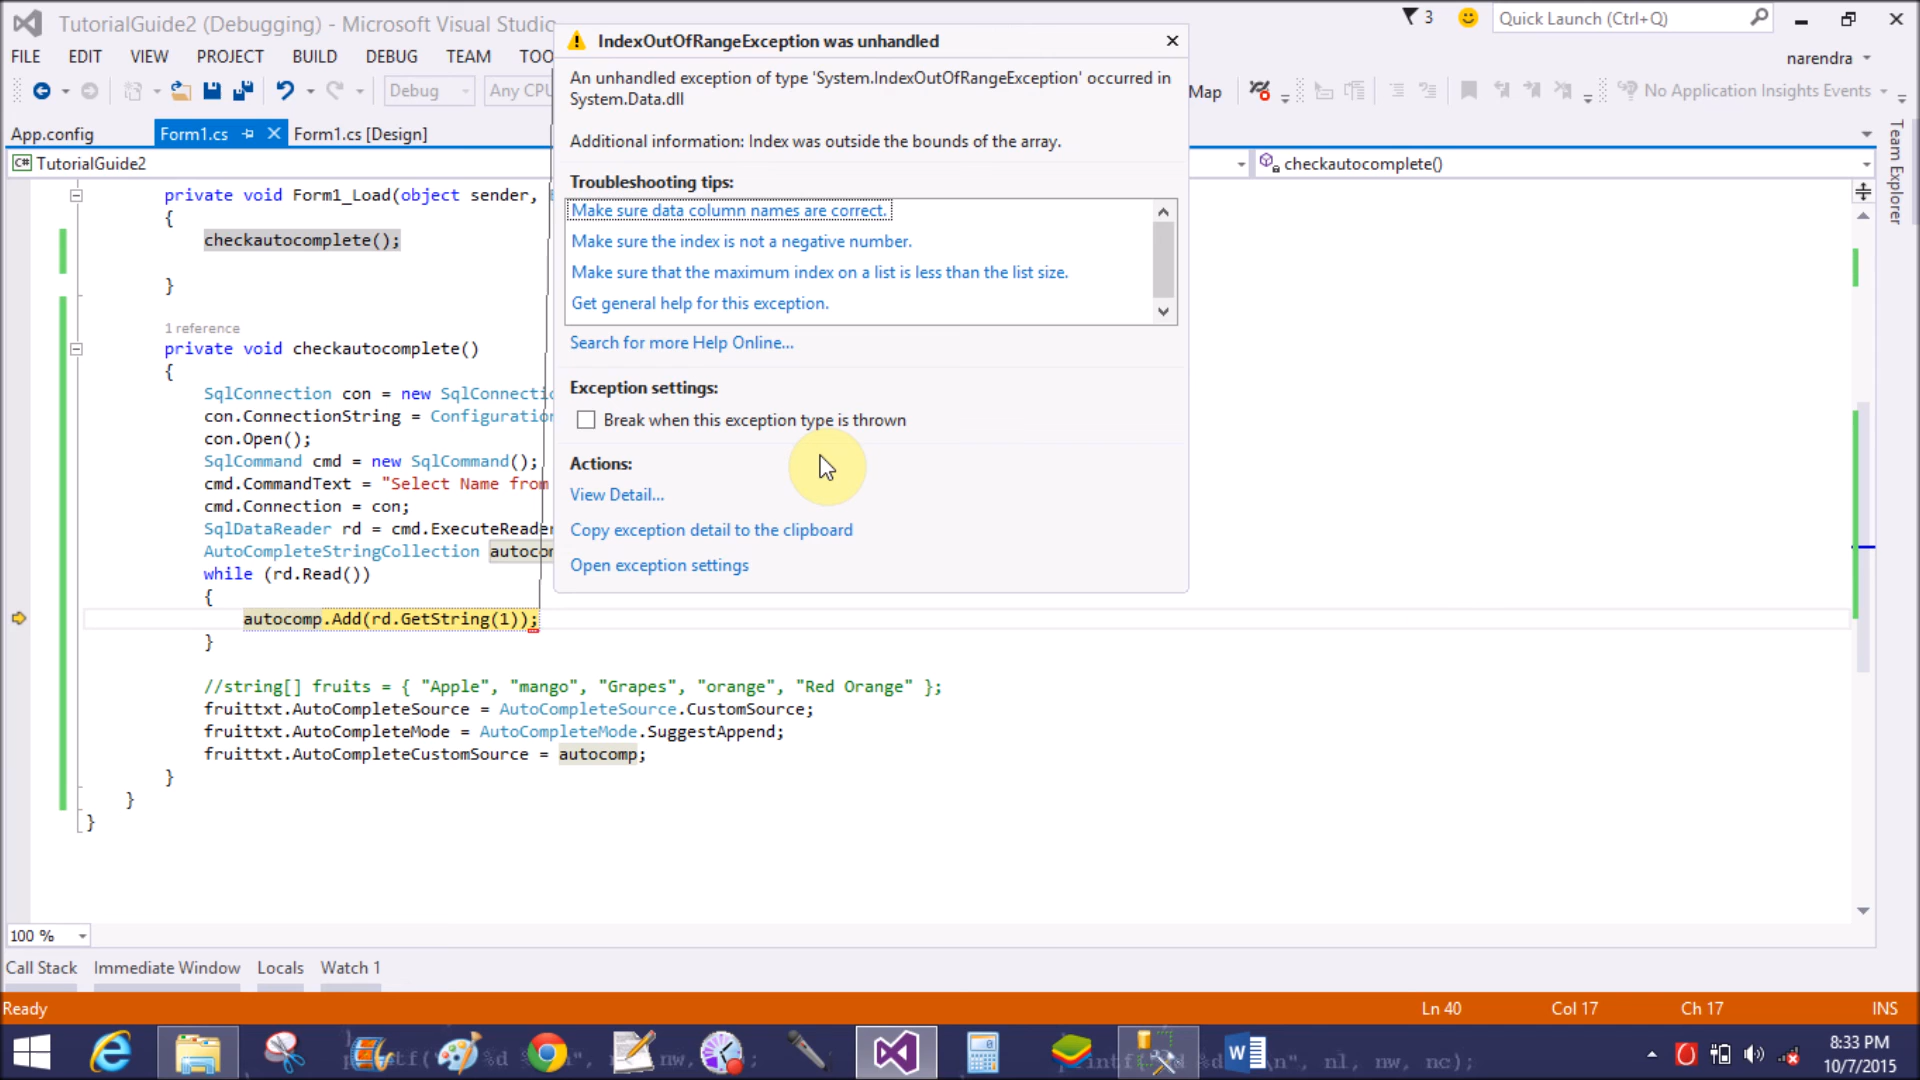 TutorialGuide2 (Debugging) - Microsoft Visual Studio
3
Quick Launch (Ctrl+Q)
FILE EDIT VIEW PROJECT BUILD DEBUG TEAM TOO
narendra
Debug
Any CPU
Map
No Application Insights Events
App.config
Form1.cs
Form1.cs [Design]
C# TutorialGuide2
checkautocomplete()
Team Explorer
IndexOutOfRangeException was unhandled
An unhandled exception of type 'System.IndexOutOfRangeException' occurred in
System.Data.dll
Additional information: Index was outside the bounds of the array.
Troubleshooting tips:
Make sure data column names are correct.
Make sure the index is not a negative number.
Make sure that the maximum index on a list is less than the list size.
Get general help for this exception.
Search for more Help Online...
Exception settings:
Break when this exception type is thrown
Actions:
View Detail...
Copy exception detail to the clipboard
Open exception settings
private void Form1_Load(object sender,
{
checkautocomplete();
}
1 reference
private void checkautocomplete()
{
SqlConnection con = new SqlConnectio
con.ConnectionString = Configuration
con.Open();
SqlCommand cmd = new SqlCommand();
cmd.CommandText = "Select Name from
cmd.Connection = con;
SqlDataReader rd = cmd.ExecuteReader
AutoCompleteStringCollection autocom
while (rd.Read())
{
autocomp.Add(rd.GetString(1));
}
//string[] fruits = { "Apple", "mango", "Grapes", "orange", "Red Orange" };
fruittxt.AutoCompleteSource = AutoCompleteSource.CustomSource;
fruittxt.AutoCompleteMode = AutoCompleteMode.SuggestAppend;
fruittxt.AutoCompleteCustomSource = autocomp;
}
}
}
100 %
Call Stack Immediate Window Locals Watch 1
Ready
Ln 40
Col 17
Ch 17
INS
nw,
printf("%d %d\n", nl, nw, nc);
8:33 PM
10/7/2015